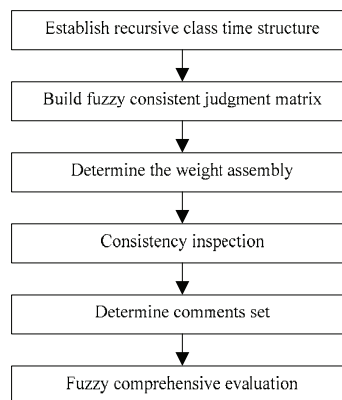 Establish recursive class time structure
Build fuzzy consistent judgment matrix
Determine the weight assembly
Consistency inspection
Determine comments set
Fuzzy comprehensive evaluation